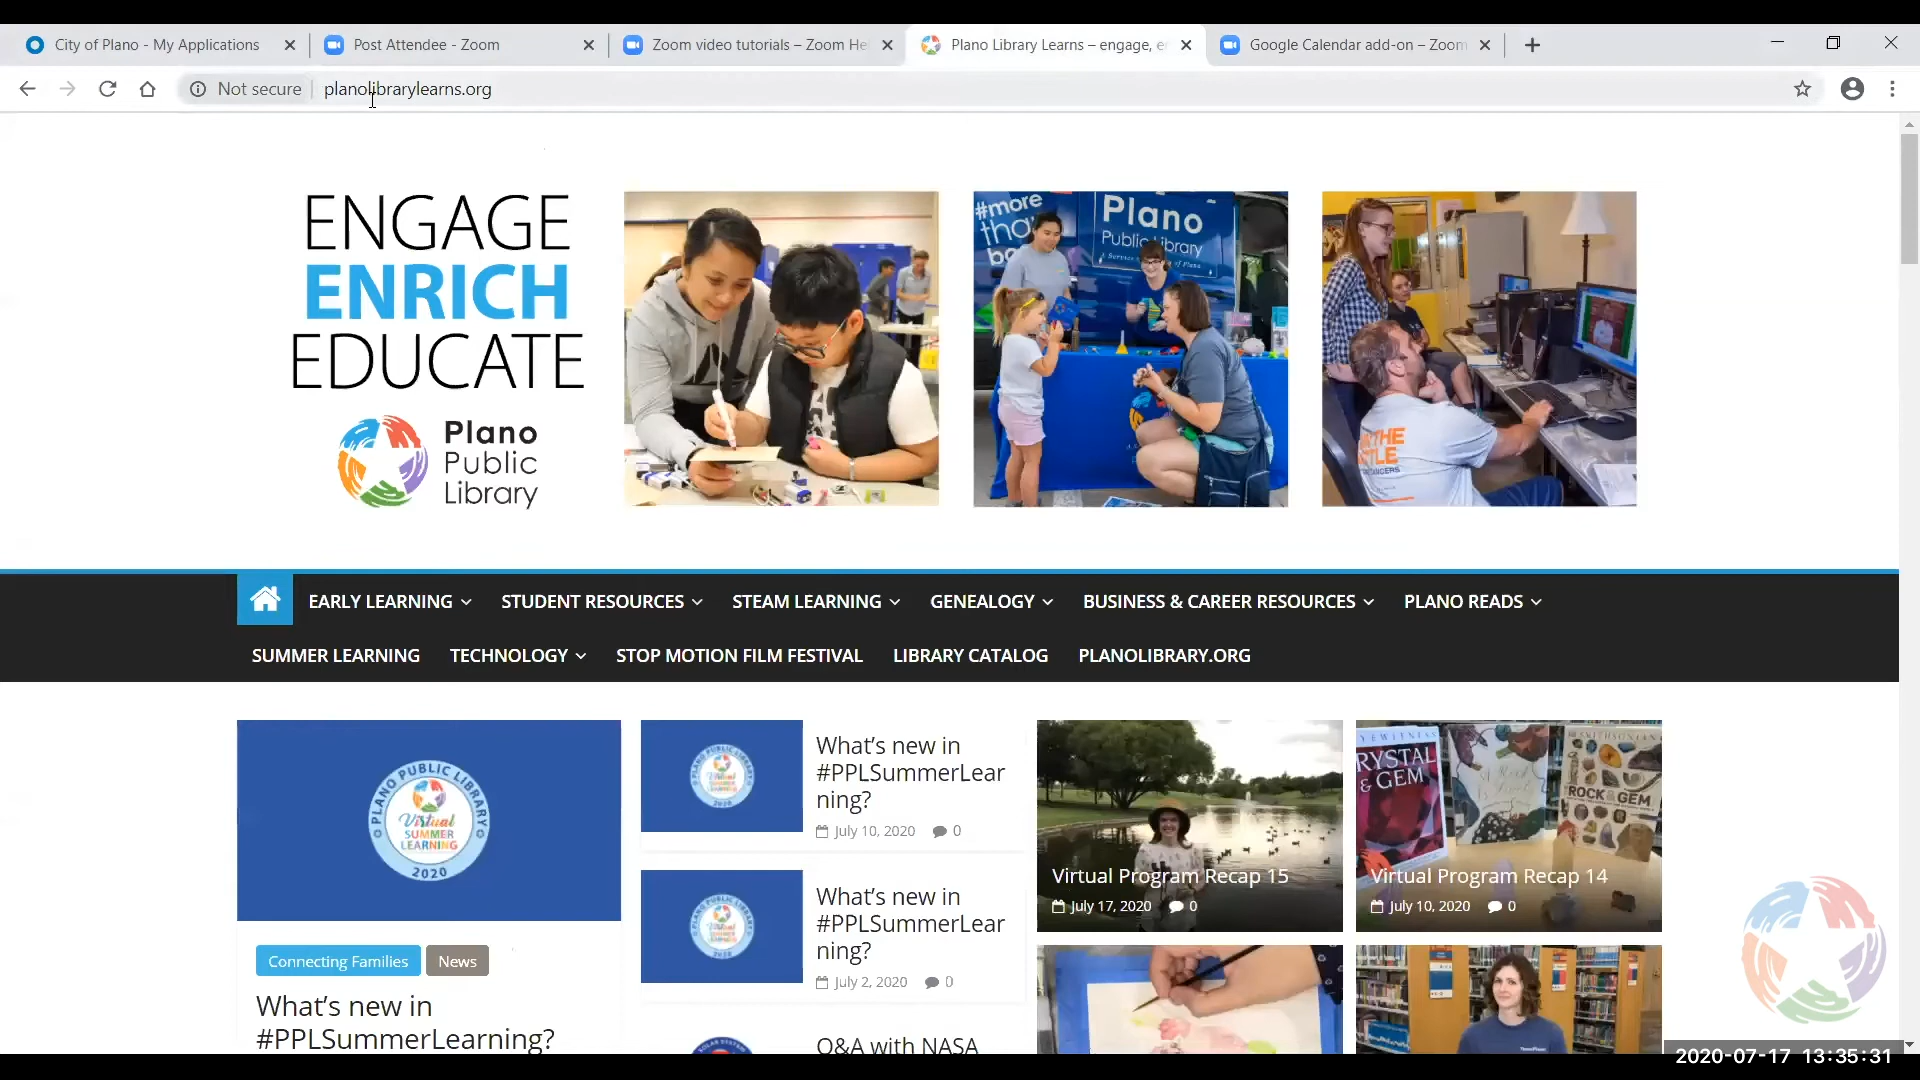 City of Plano - My Applications
Post Attendee - Zoom
Zoom video tutorials – Zoom He
Plano Library Learns – engage, e
Google Calendar add-on – Zoom
Not secure
planolibrarylearns.org
ENGAGE
ENRICH
EDUCATE
Plano
Public
Library
#more
Plano
Public Library
EARLY LEARNING
STUDENT RESOURCES
STEAM LEARNING
GENEALOGY
BUSINESS & CAREER RESOURCES
PLANO READS
SUMMER LEARNING
TECHNOLOGY
STOP MOTION FILM FESTIVAL
LIBRARY CATALOG
PLANOLIBRARY.ORG
PLANO PUBLIC LIBRARY
Virtual
SUMMER
LEARNING
2020
Connecting Families
News
What's new in
#PPLSummerLearning?
What's new in
#PPLSummerLear
ning?
July 10, 2020
0
What's new in
#PPLSummerLear
ning?
July 2, 2020
0
Q&A with NASA
Virtual Program Recap 15
July 17, 2020
0
CRYSTAL
& GEM
ROCK & GEM
Virtual Program Recap 14
July 10, 2020
0
2020-07-17 13:35:31